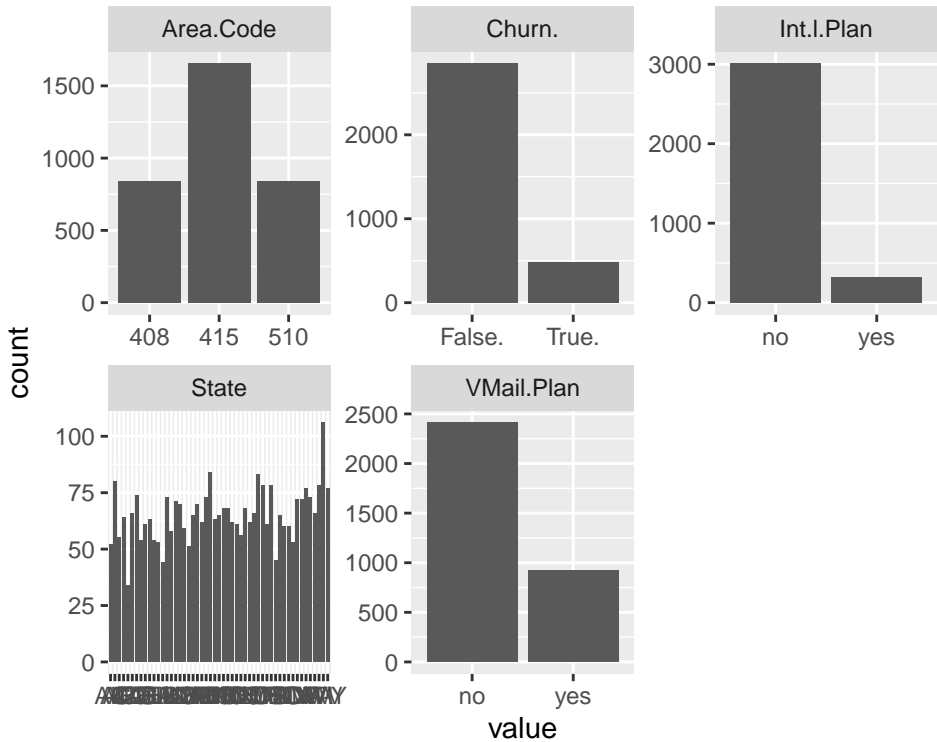 Area.Code
Churn.
Int.l.Plan
1500
1000
500
0
408 415 510
2000
1000
0
False. True.
3000
2000
1000
0
no yes
count
State
VMail.Plan
100
75
50
25
0
2500
2000
1500
1000
500
0
no yes
value